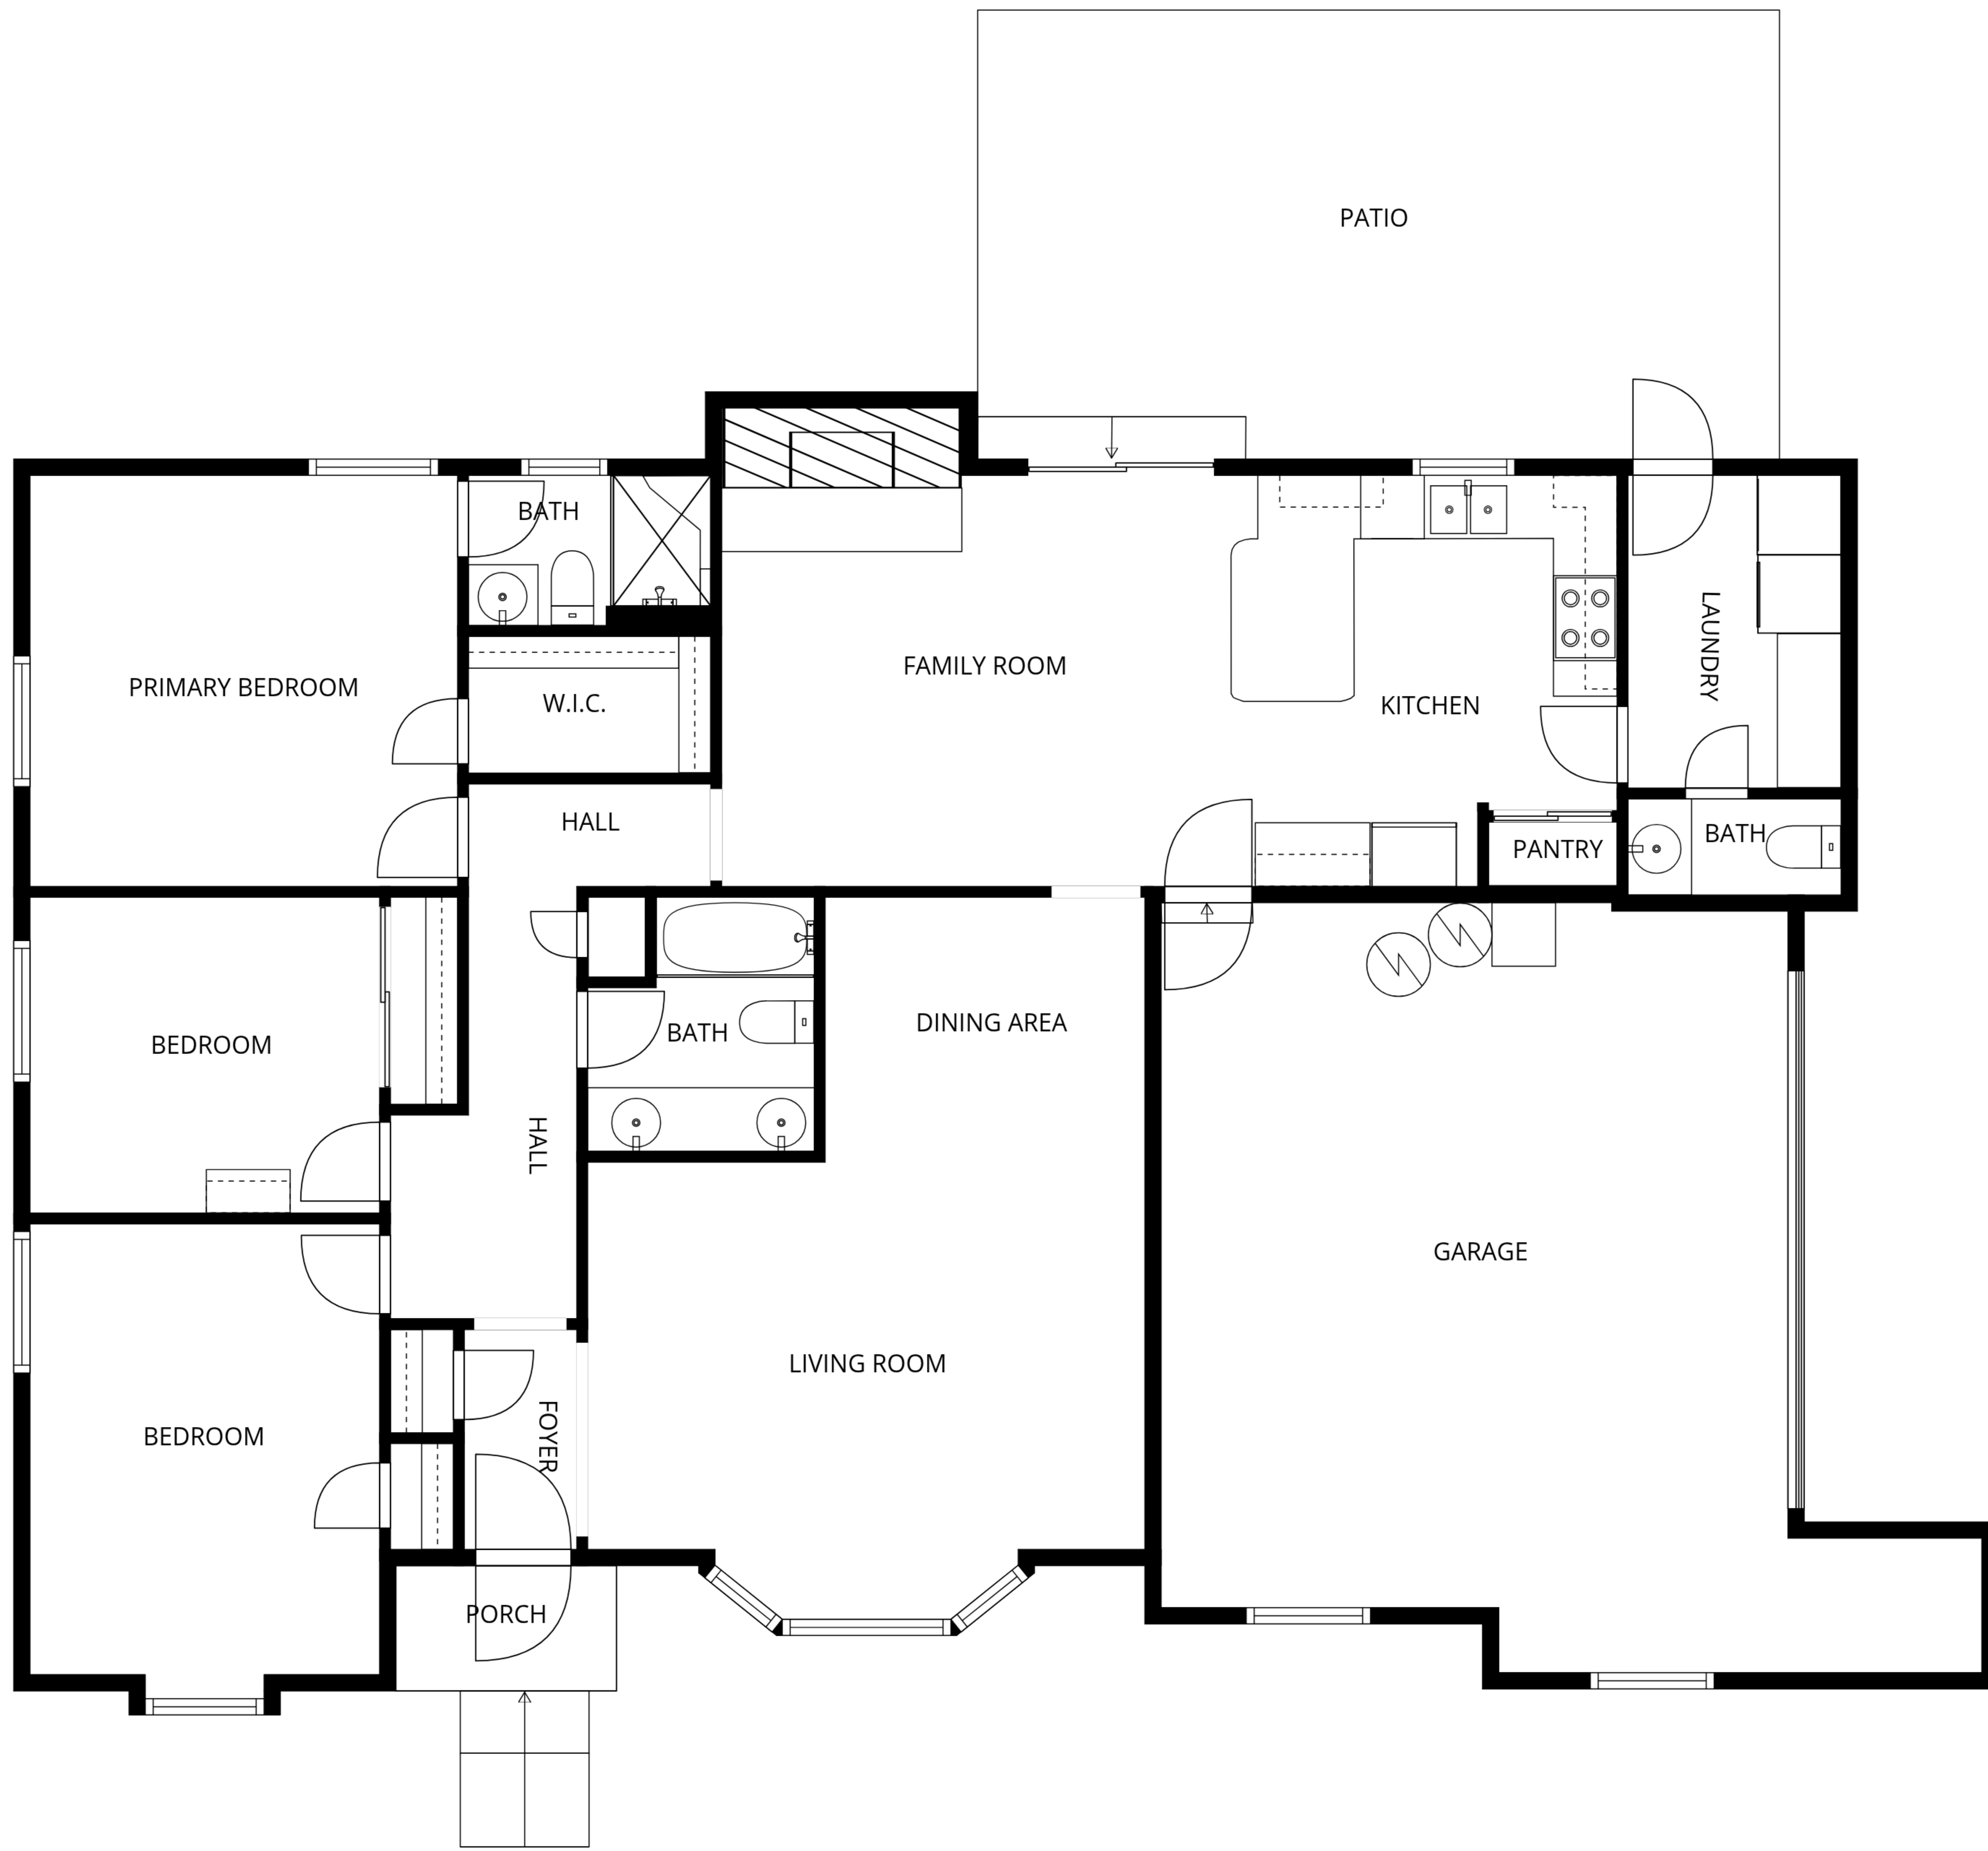 PATIO
BATH
LAUNDRY
FAMILY ROOM
PRIMARY BEDROOM
W.I.C.
KITCHEN
HALL
BATH
PANTRY
DINING AREA
BATH
BEDROOM
HALL
GARAGE
LIVING ROOM
FOYER
BEDROOM
PORCH